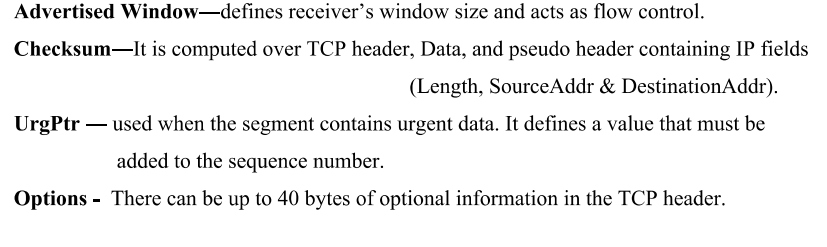 Advertised Window—defines receiver's window size and acts as flow control.
Checksum—It is computed over TCP header, Data, and pseudo header containing IP fields
(Length, SourceAddr & DestinationAddr).
UrgPtr — used when the segment contains urgent data. It defines a value that must be
added to the sequence number.
Options - There can be up to 40 bytes of optional information in the TCP header.